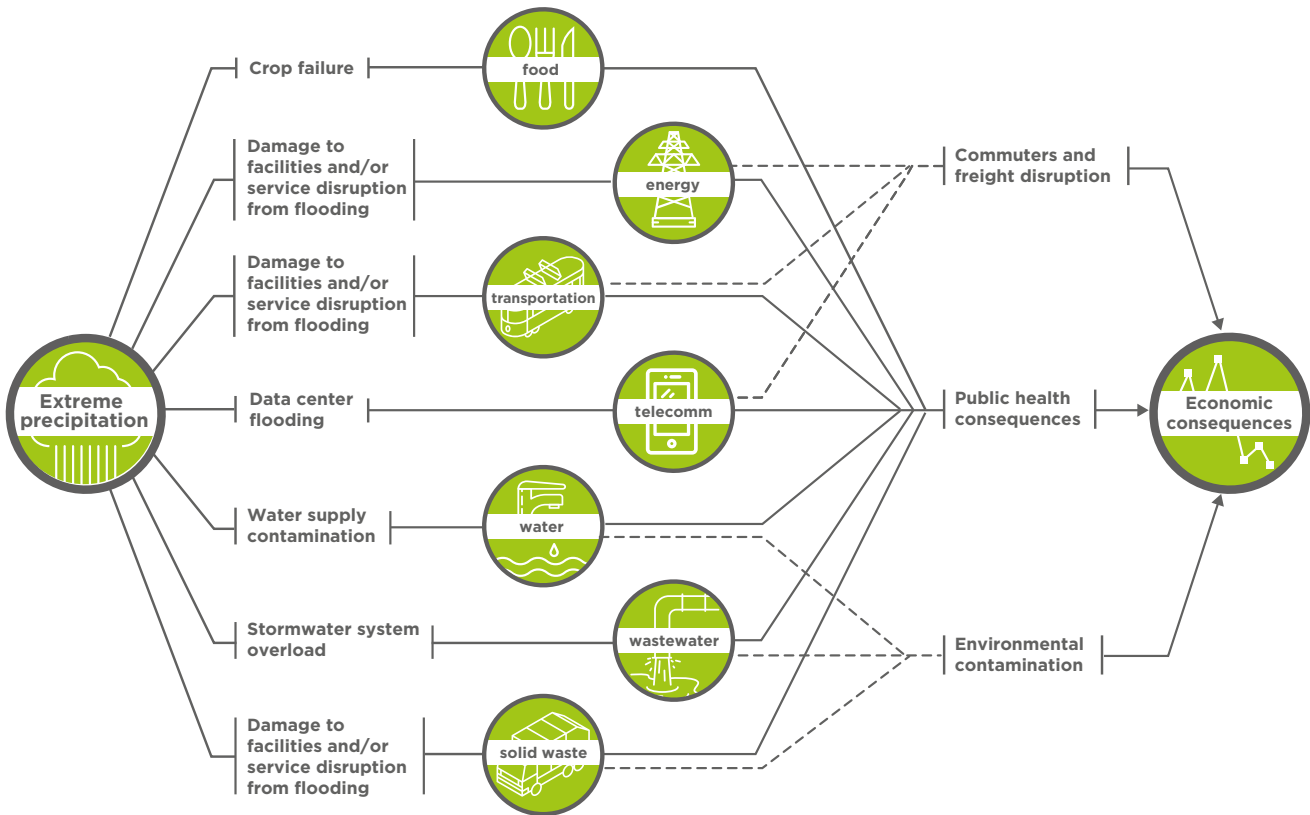 Crop failure
food
Damage to
facilities and/or
service disruption
from flooding
energy
Commuters and
freight disruption
Damage to
facilities and/or
service disruption
from flooding
transportation
Extreme
precipitation
Data center
flooding
telecomm
Public health
consequences
Economic
consequences
Water supply
contamination
water
Stormwater system
overload
wastewater
Environmental
contamination
Damage to
facilities and/or
service disruption
from flooding
solid waste